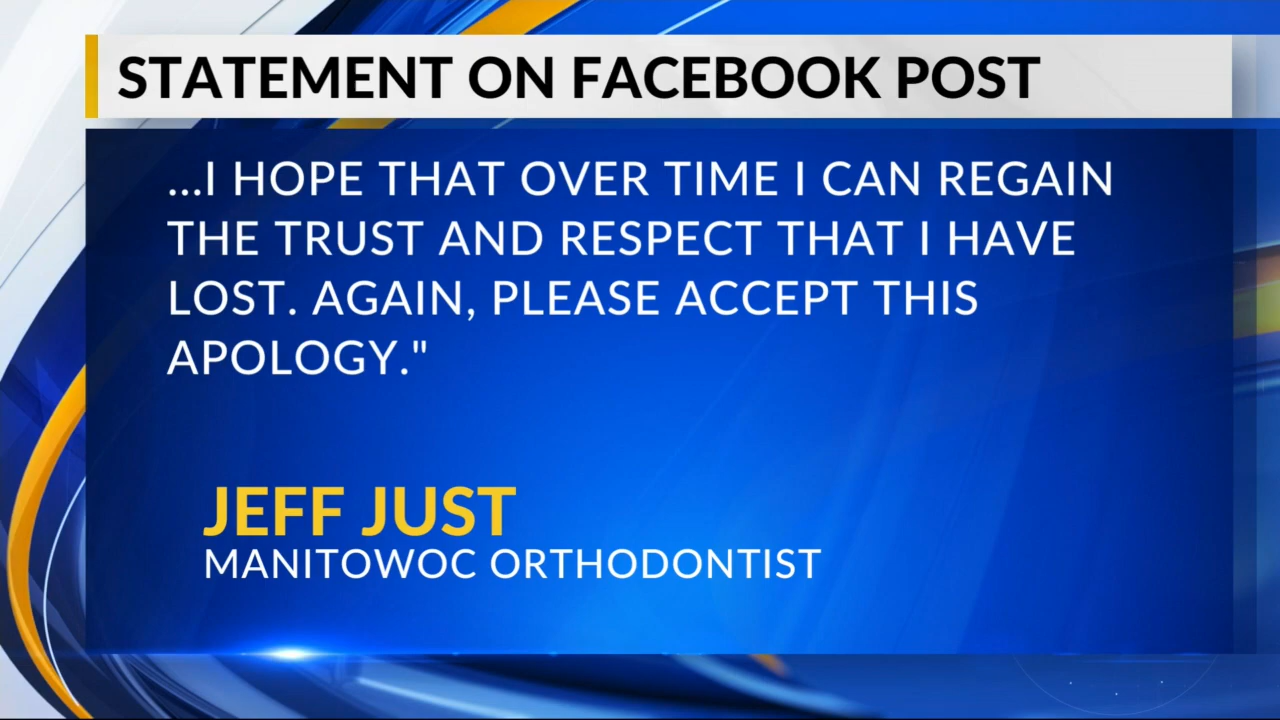 STATEMENT ON FACEBOOK POST
...I HOPE THAT OVER TIME I CAN REGAIN
THE TRUST AND RESPECT THAT I HAVE
LOST. AGAIN, PLEASE ACCEPT THIS
APOLOGY."
JEFF JUST
MANITOWOC ORTHODONTIST